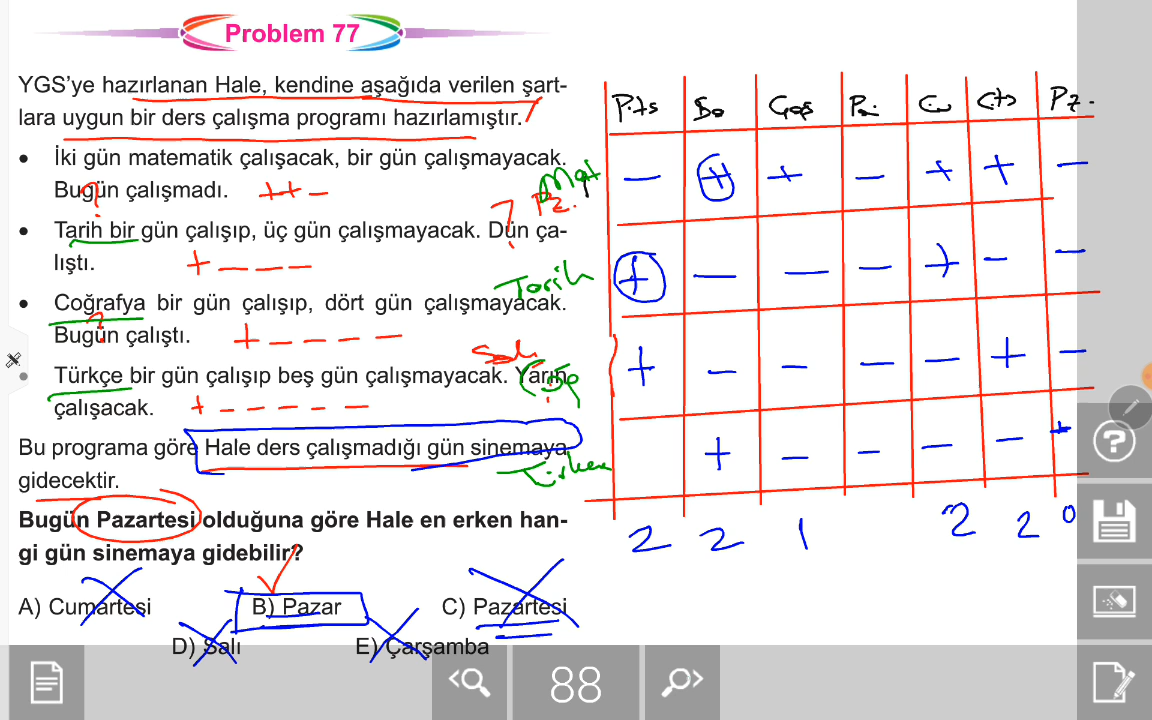 Problem 77
YGS'ye hazırlanan Hale, kendine aşağıda verilen şart-
lara uygun bir ders çalışma programı hazırlamıştır.
• İki gün matematik çalışacak, bir gün çalışmayacak.
Bugün çalışmadı. + + –
• Tarih bir gün çalışıp, üç gün çalışmayacak. Dün ça-
lıştı. + – – –
• Coğrafya bir gün çalışıp, dört gün çalışmayacak.
Bugün çalıştı. + – – – –
• Türkçe bir gün çalışıp beş gün çalışmayacak. Yarın
çalışacak. + – – – – –
Bu programa göre Hale ders çalışmadığı gün sinemaya
gidecektir.
Bugün Pazartesi olduğuna göre Hale en erken han-
gi gün sinemaya gidebilir?
A) Cumartesi B) Pazar C) Pazartesi
D) Salı E) Çarşamba
? Pz.
?
?
Salı
Pzts Sa Çarş Cu Cts Pz.
Mat – + + – + + –
Tarih + – – – + – –
+ – – – – + –
+ – – – – +
2 2 1 2 2 0
88
?